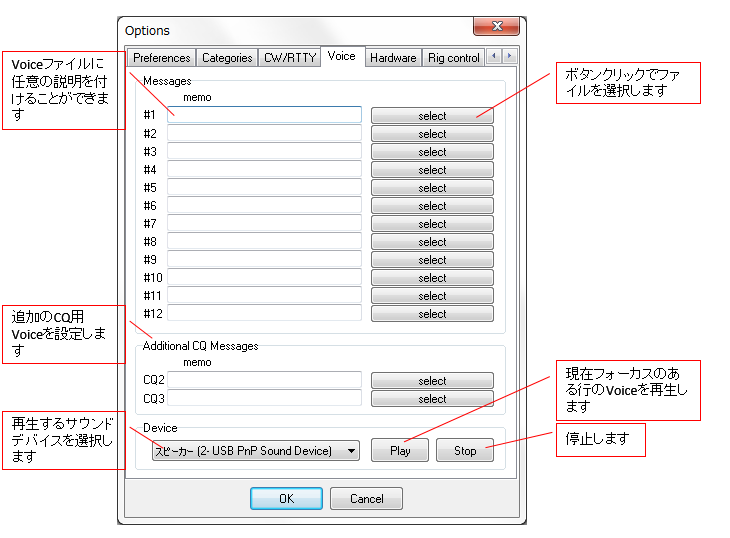 Options
Preferences Categories CW/RTTY Voice Hardware Rig control
Messages
memo
#1 select
#2 select
#3 select
#4 select
#5 select
#6 select
#7 select
#8 select
#9 select
#10 select
#11 select
#12 select
Additional CQ Messages
memo
CQ2 select
CQ3 select
Device
スピーカー (2- USB PnP Sound Device) Play Stop
OK Cancel
Voiceファイルに
任意の説明を付
けることができま
す
追加のCQ用
Voiceを設定しま
す
再生するサウンド
デバイスを選択し
ます
ボタンクリックでファ
イルを選択します
現在フォーカスのあ
る行のVoiceを再生し
ます
停止します